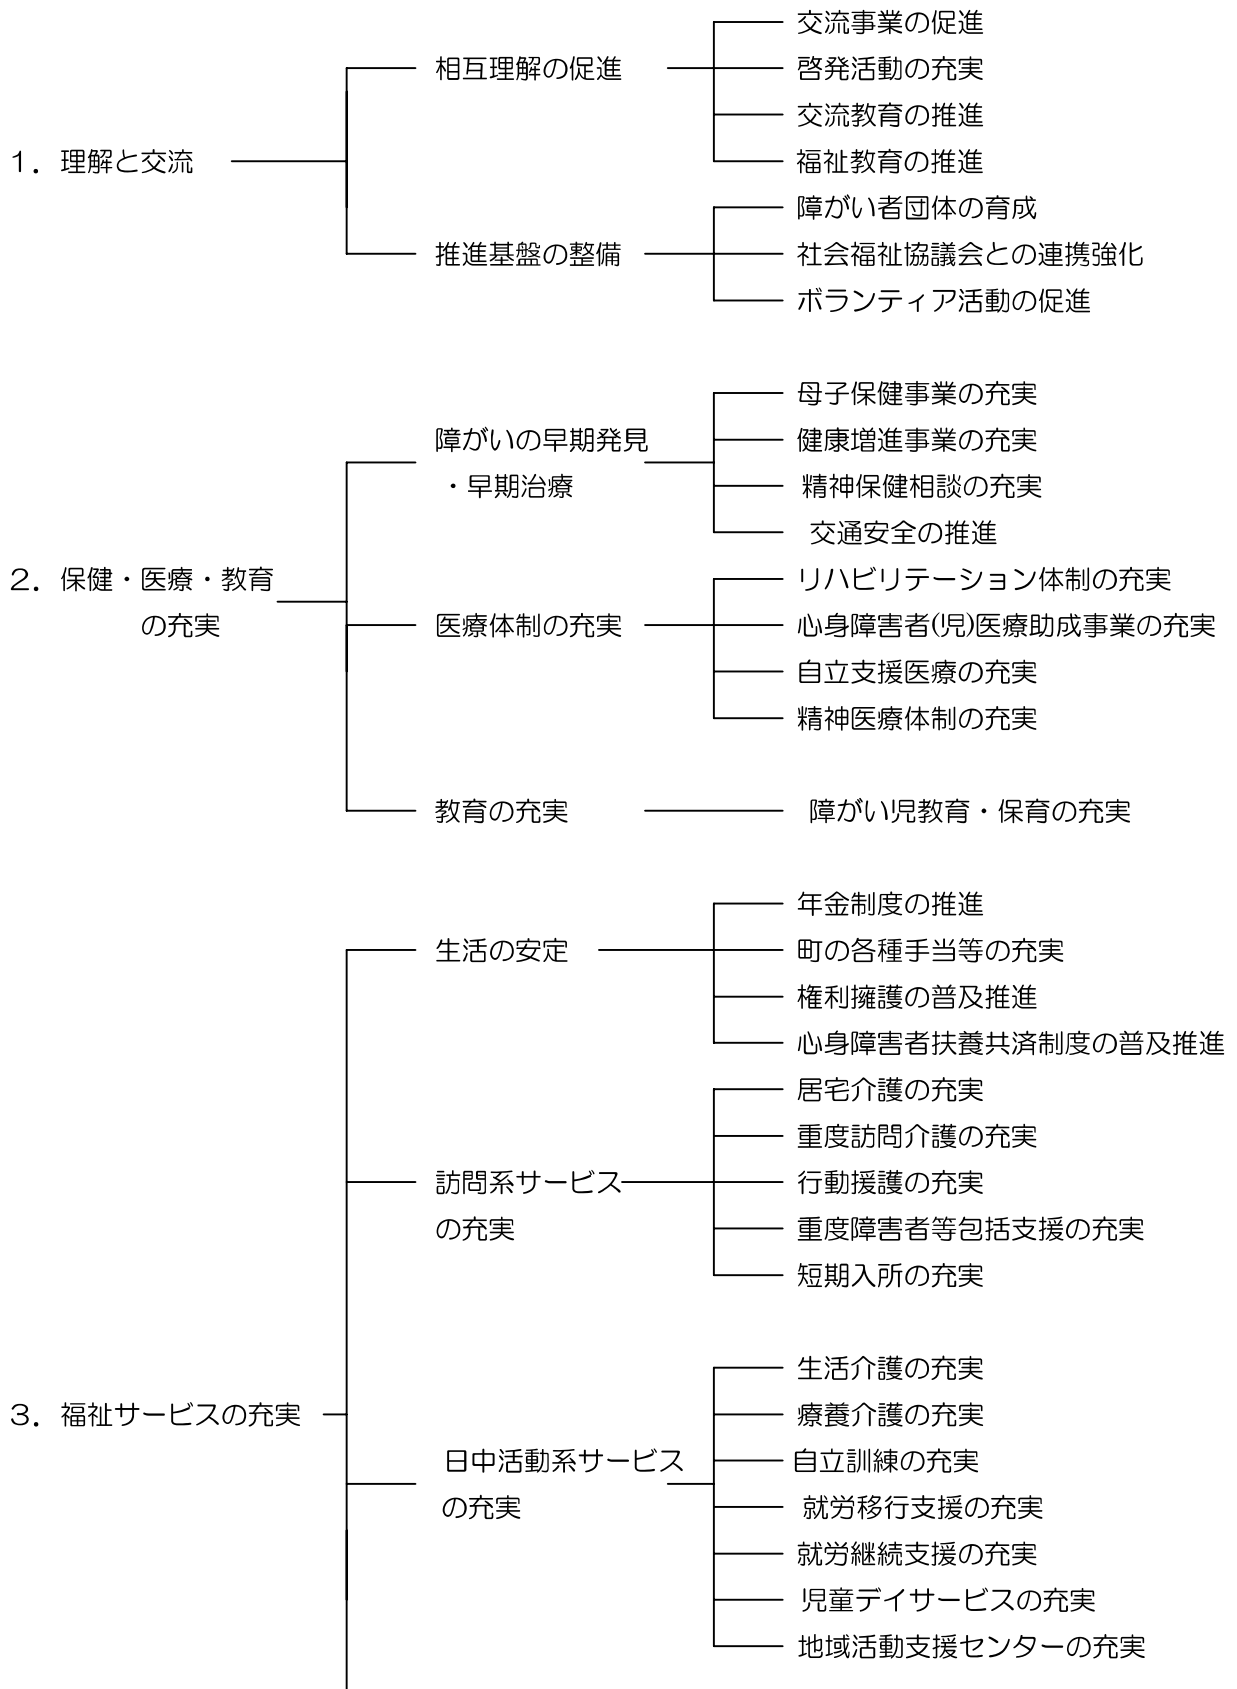 1．理解と交流
相互理解の促進
交流事業の促進
啓発活動の充実
交流教育の推進
福祉教育の推進
推進基盤の整備
障がい者団体の育成
社会福祉協議会との連携強化
ボランティア活動の促進
2．保健・医療・教育
の充実
障がいの早期発見
・早期治療
母子保健事業の充実
健康増進事業の充実
精神保健相談の充実
交通安全の推進
医療体制の充実
リハビリテーション体制の充実
心身障害者(児)医療助成事業の充実
自立支援医療の充実
精神医療体制の充実
教育の充実
障がい児教育・保育の充実
3．福祉サービスの充実
生活の安定
年金制度の推進
町の各種手当等の充実
権利擁護の普及推進
心身障害者扶養共済制度の普及推進
訪問系サービス
の充実
居宅介護の充実
重度訪問介護の充実
行動援護の充実
重度障害者等包括支援の充実
短期入所の充実
日中活動系サービス
の充実
生活介護の充実
療養介護の充実
自立訓練の充実
就労移行支援の充実
就労継続支援の充実
児童デイサービスの充実
地域活動支援センターの充実